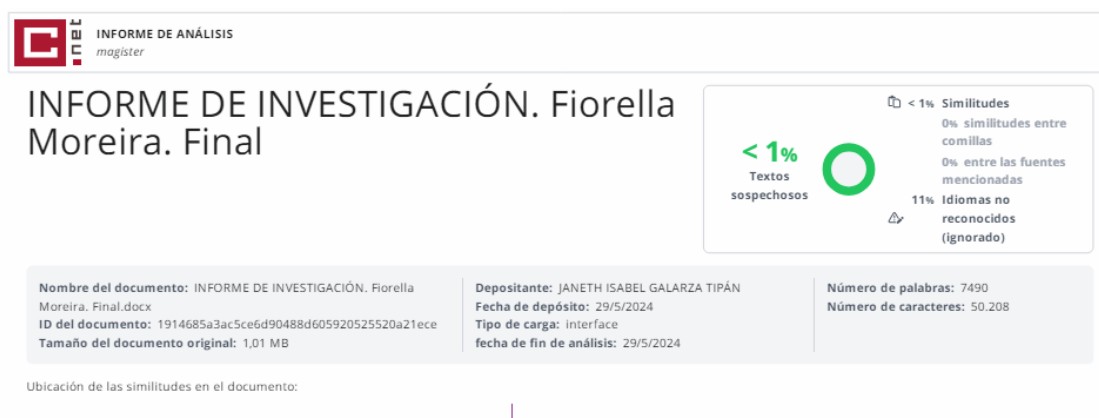 net
INFORME DE ANÁLISIS
magister
INFORME DE INVESTIGACIÓN. Fiorella
Moreira. Final
< 1%
Textos
sospechosos
< 1% Similitudes
0% similitudes entre
comillas
0% entre las fuentes
mencionadas
11% Idiomas no
reconocidos
(ignorado)
Nombre del documento: INFORME DE INVESTIGACIÓN. Fiorella
Moreira. Final.docx
ID del documento: 1914685a3ac5ce6d90488d605920525520a21ece
Tamaño del documento original: 1,01 MB
Depositante: JANETH ISABEL GALARZA TIPÁN
Fecha de depósito: 29/5/2024
Tipo de carga: interface
fecha de fin de análisis: 29/5/2024
Número de palabras: 7490
Número de caracteres: 50.208
Ubicación de las similitudes en el documento: